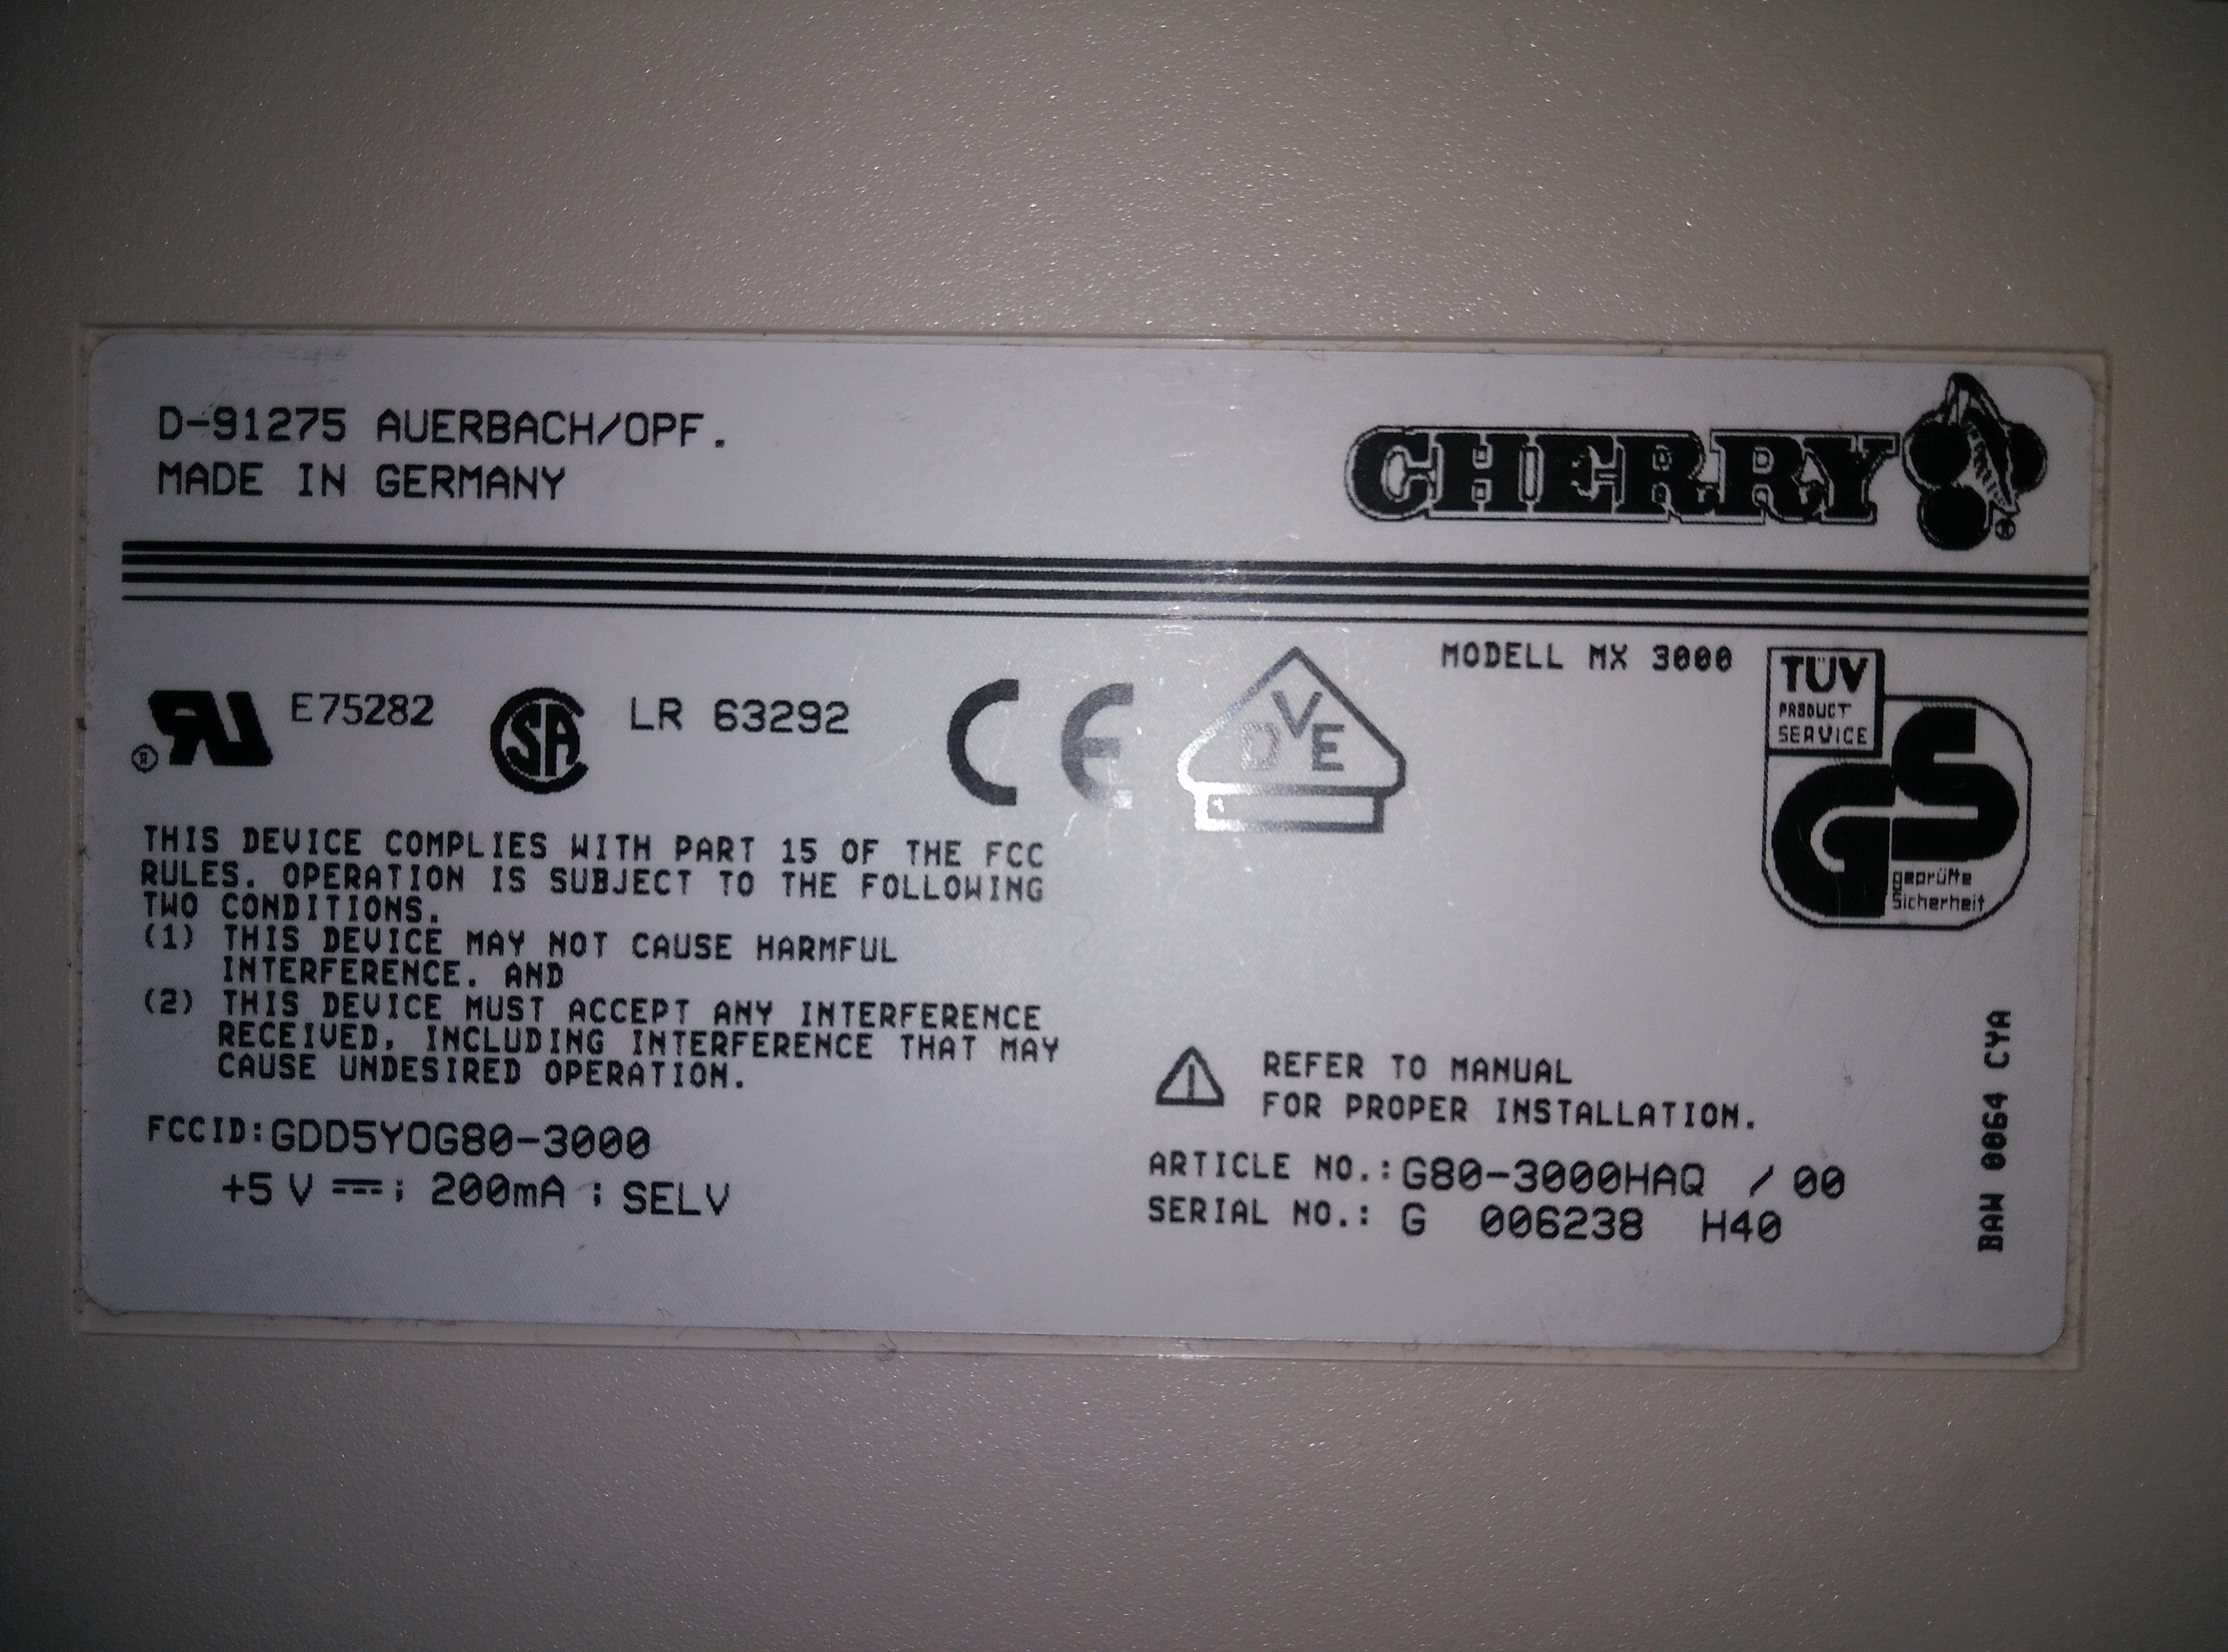 D-91275 AUERBACH/OPF.
MADE IN GERMANY
CHERRY
®
MODELL MX 3000
TÜV
PRODUCT
SERVICE
GS
geprüfte
Sicherheit
® RU E75282 SA LR 63292 CE DVE
THIS DEVICE COMPLIES WITH PART 15 OF THE FCC
RULES. OPERATION IS SUBJECT TO THE FOLLOWING
TWO CONDITIONS.
(1) THIS DEVICE MAY NOT CAUSE HARMFUL
INTERFERENCE. AND
(2) THIS DEVICE MUST ACCEPT ANY INTERFERENCE
RECEIVED, INCLUDING INTERFERENCE THAT MAY
CAUSE UNDESIRED OPERATION.
FCCID:GDD5YOG80-3000
+5 V ⎓; 200mA ; SELV
REFER TO MANUAL
FOR PROPER INSTALLATION.
ARTICLE NO.:G80-3000HAQ / 00
SERIAL NO.: G 006238 H40
BAW 0064 CYA